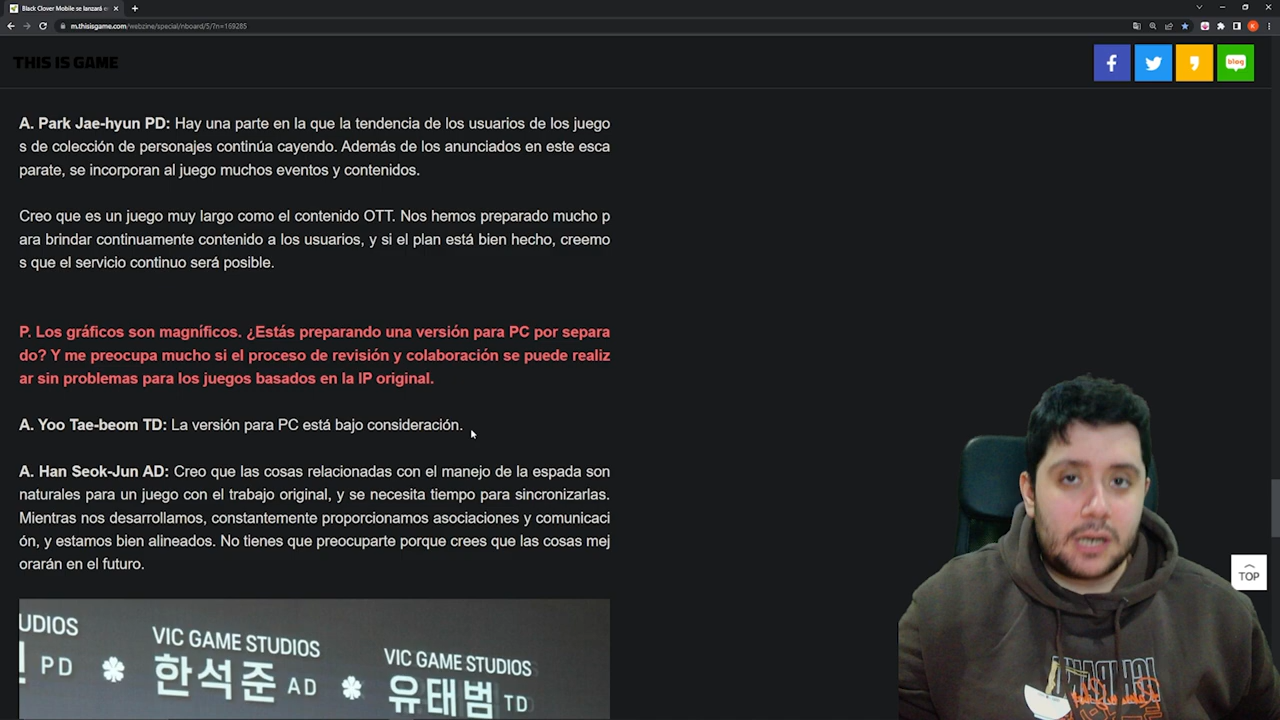 Black Clover Mobile se lanzará e
m.thisisgame.com/webzine/special/nboard/5/?n=169285
THIS IS GAME
blog
A. Park Jae-hyun PD: Hay una parte en la que la tendencia de los usuarios de los juego
s de colección de personajes continúa cayendo. Además de los anunciados en este esca
parate, se incorporan al juego muchos eventos y contenidos.
Creo que es un juego muy largo como el contenido OTT. Nos hemos preparado mucho p
ara brindar continuamente contenido a los usuarios, y si el plan está bien hecho, creemo
s que el servicio continuo será posible.
P. Los gráficos son magníficos. ¿Estás preparando una versión para PC por separa
do? Y me preocupa mucho si el proceso de revisión y colaboración se puede realiz
ar sin problemas para los juegos basados en la IP original.
A. Yoo Tae-beom TD: La versión para PC está bajo consideración.
A. Han Seok-Jun AD: Creo que las cosas relacionadas con el manejo de la espada son
naturales para un juego con el trabajo original, y se necesita tiempo para sincronizarlas.
Mientras nos desarrollamos, constantemente proporcionamos asociaciones y comunicaci
ón, y estamos bien alineados. No tienes que preocuparte porque crees que las cosas mej
orarán en el futuro.
TOP
UDIOS
PD
VIC GAME STUDIOS
한석준 AD
VIC GAME STUDIOS
유태범 TD